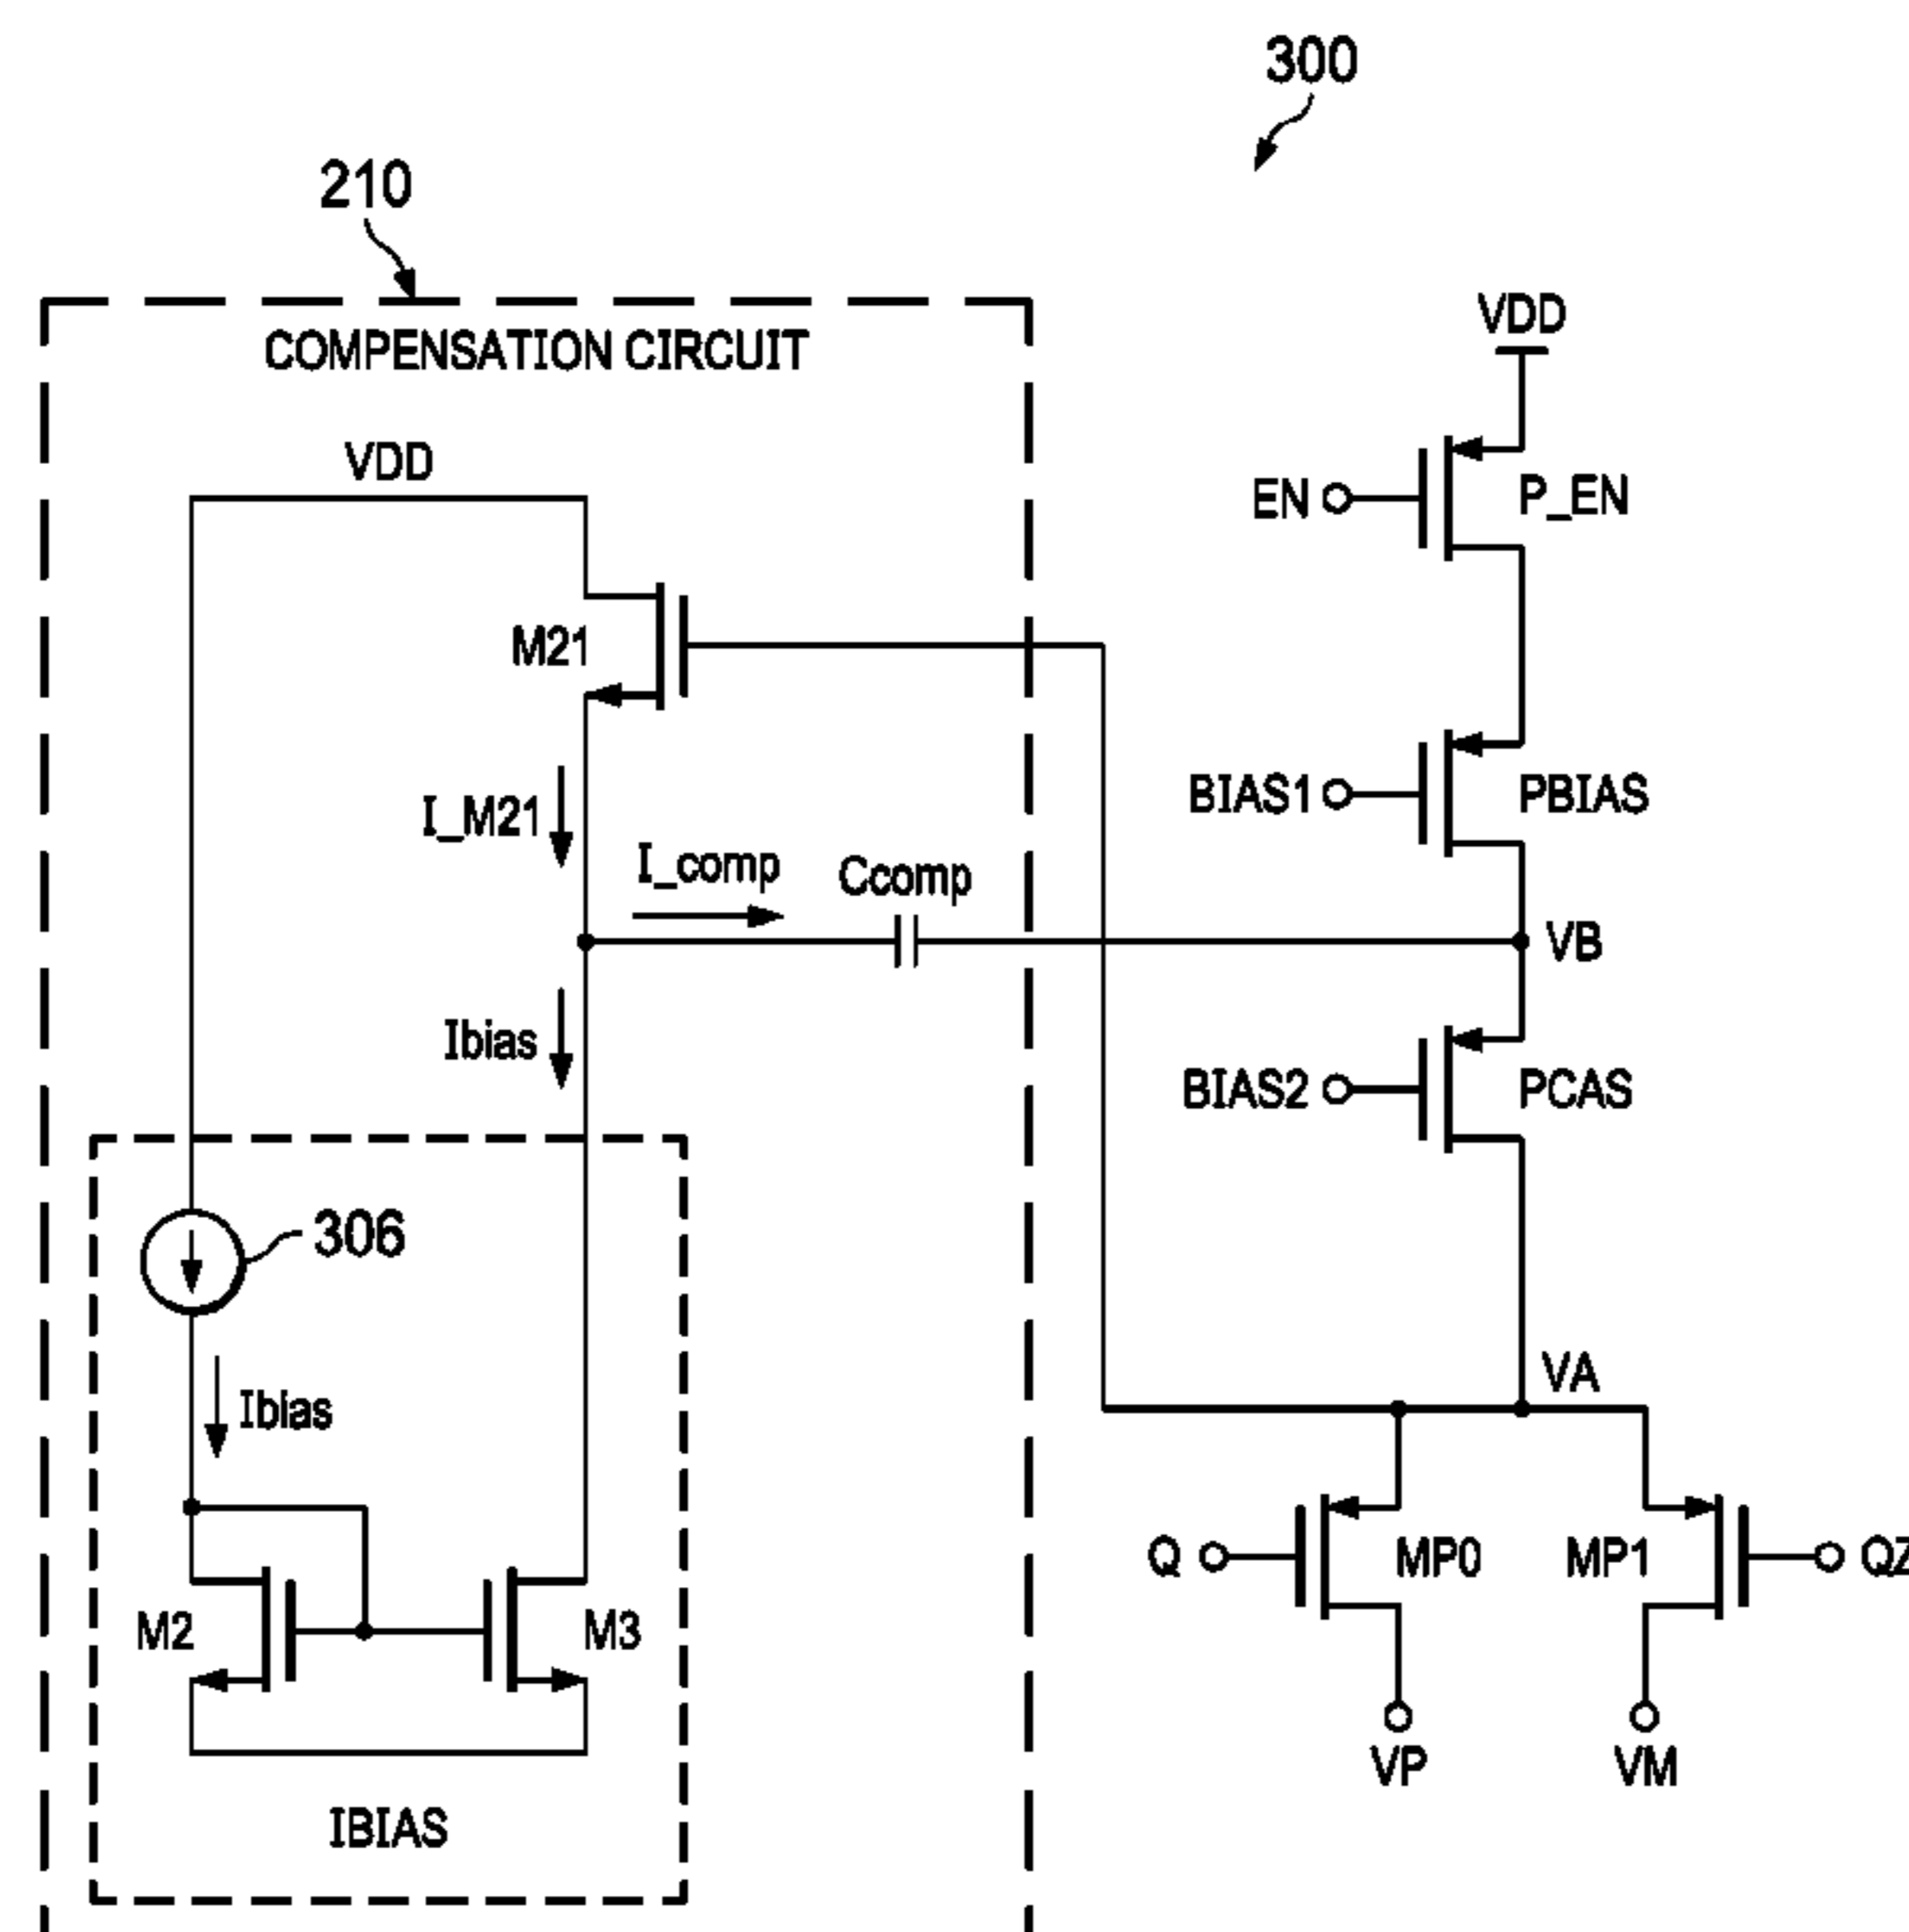 300
210
COMPENSATION CIRCUIT
VDD
VDD
EN
P_EN
M21
I_M21
BIAS1
PBIAS
I_comp
Ccomp
VB
Ibias
BIAS2
PCAS
306
Ibias
VA
Q
MP0
MP1
QZ
M2
M3
VP
VM
IBIAS